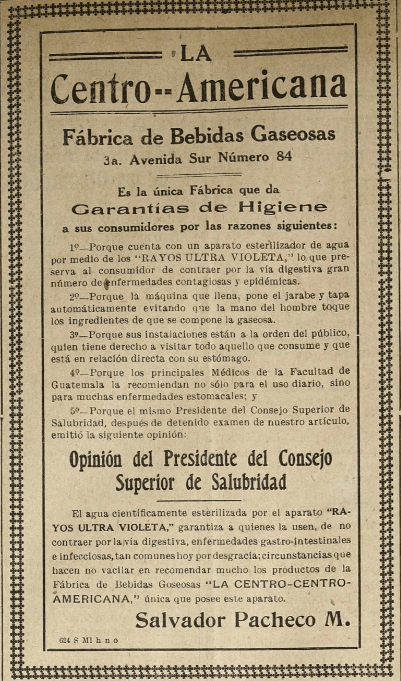 LA
Centro--Americana
Fábrica de Bebidas Gaseosas
3a. Avenida Sur Número 84
Es la única Fábrica que da
Garantías de Higiene
a sus consumidores por las razones siguientes:
1º—Porque cuenta con un aparato esterilizador de agua
por medio de los "RAYOS ULTRA VIOLETA," lo que pre-
serva al consumidor de contraer por la vía digestiva gran
número de enfermedades contagiosas y epidémicas.
2º—Porque la máquina que llena, pone el jarabe y tapa
automáticamente evitando que la mano del hombre toque
los ingredientes de que se compone la gaseosa.
3º—Porque sus instalaciones están a la orden del público,
quien tiene derecho a visitar todo aquello que consume y que
está en relación directa con su estómago.
4º—Porque los principales Médicos de la Facultad de
Guatemala la recomiendan no sólo para el uso diario, sino
para muchas enfermedades estomacales; y
5º—Porque el mismo Presidente del Consejo Superior de
Salubridad, después de detenido examen de nuestro artículo,
emitió la siguiente opinión:
Opinión del Presidente del Consejo
Superior de Salubridad
El agua científicamente esterilizada por el aparato "RA-
YOS ULTRA VIOLETA," garantiza a quienes la usen, de no
contraer por la vía digestiva, enfermedades gastro-intestinales
e infecciosas, tan comunes hoy por desgracia; circunstancias que
hacen no vacilar en recomendar mucho los productos de la
Fábrica de Bebidas Goseosas "LA CENTRO-CENTRO-
AMERICANA," única que posee este aparato.
Salvador Pacheco M.
624 S Ml h n o